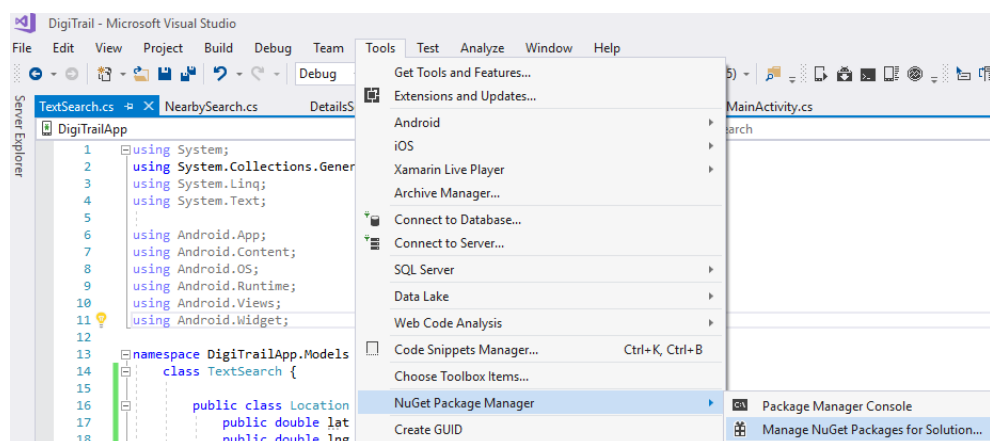 DigiTrail - Microsoft Visual Studio
File Edit View Project Build Debug Team Tools Test Analyze Window Help
Debug
Server Explorer
TextSearch.cs NearbySearch.cs DetailsS MainActivity.cs
DigiTrailApp earch
1 using System;
2 using System.Collections.Gener
3 using System.Linq;
4 using System.Text;
5
6 using Android.App;
7 using Android.Content;
8 using Android.OS;
9 using Android.Runtime;
10 using Android.Views;
11 using Android.Widget;
12
13 namespace DigiTrailApp.Models
14 class TextSearch {
15
16 public class Location
17 public double lat
18 public double lng
Get Tools and Features...
Extensions and Updates...
Android
iOS
Xamarin Live Player
Archive Manager...
Connect to Database...
Connect to Server...
SQL Server
Data Lake
Web Code Analysis
Code Snippets Manager... Ctrl+K, Ctrl+B
Choose Toolbox Items...
NuGet Package Manager
Create GUID
Package Manager Console
Manage NuGet Packages for Solution...